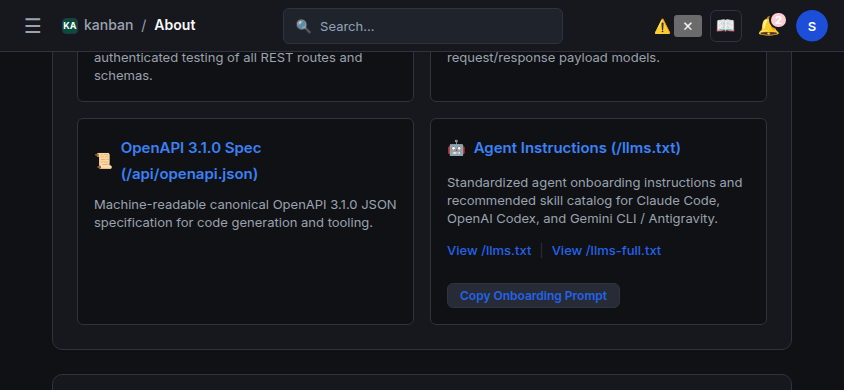 KA kanban / About
Search...
2
S
authenticated testing of all REST routes and
schemas.
request/response payload models.
OpenAPI 3.1.0 Spec
(/api/openapi.json)
Machine-readable canonical OpenAPI 3.1.0 JSON
specification for code generation and tooling.
Agent Instructions (/llms.txt)
Standardized agent onboarding instructions and
recommended skill catalog for Claude Code,
OpenAI Codex, and Gemini CLI / Antigravity.
View /llms.txt | View /llms-full.txt
Copy Onboarding Prompt